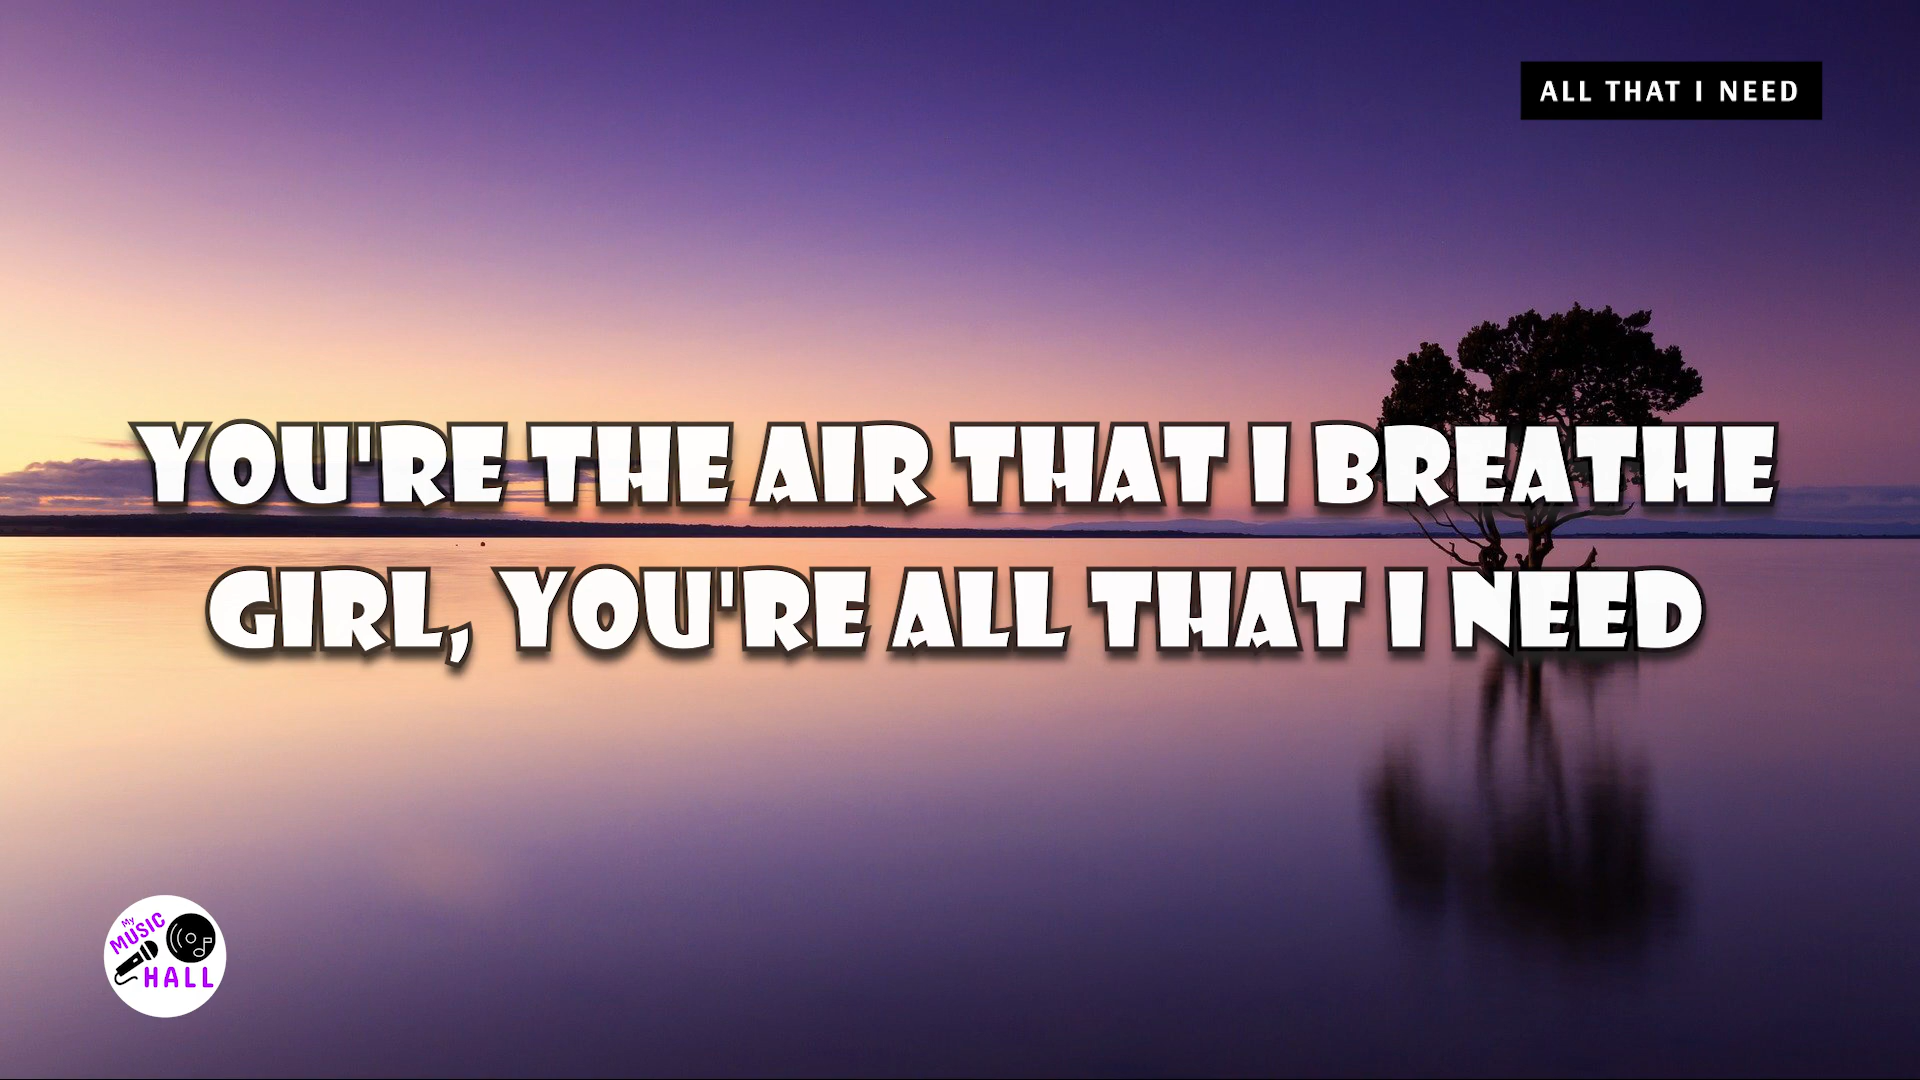 ALL THAT I NEED
YOU'RE THE AIR THAT I BREATHE
GIRL, YOU'RE ALL THAT I NEED
My
MUSIC
HALL